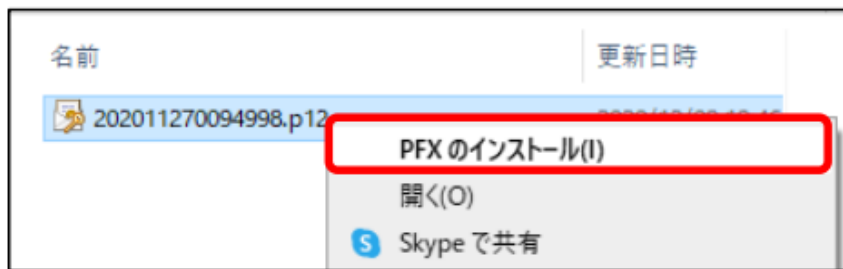 名前 更新日時
202011270094998.p12
PFX のインストール(I)
開く(O)
Skype で共有